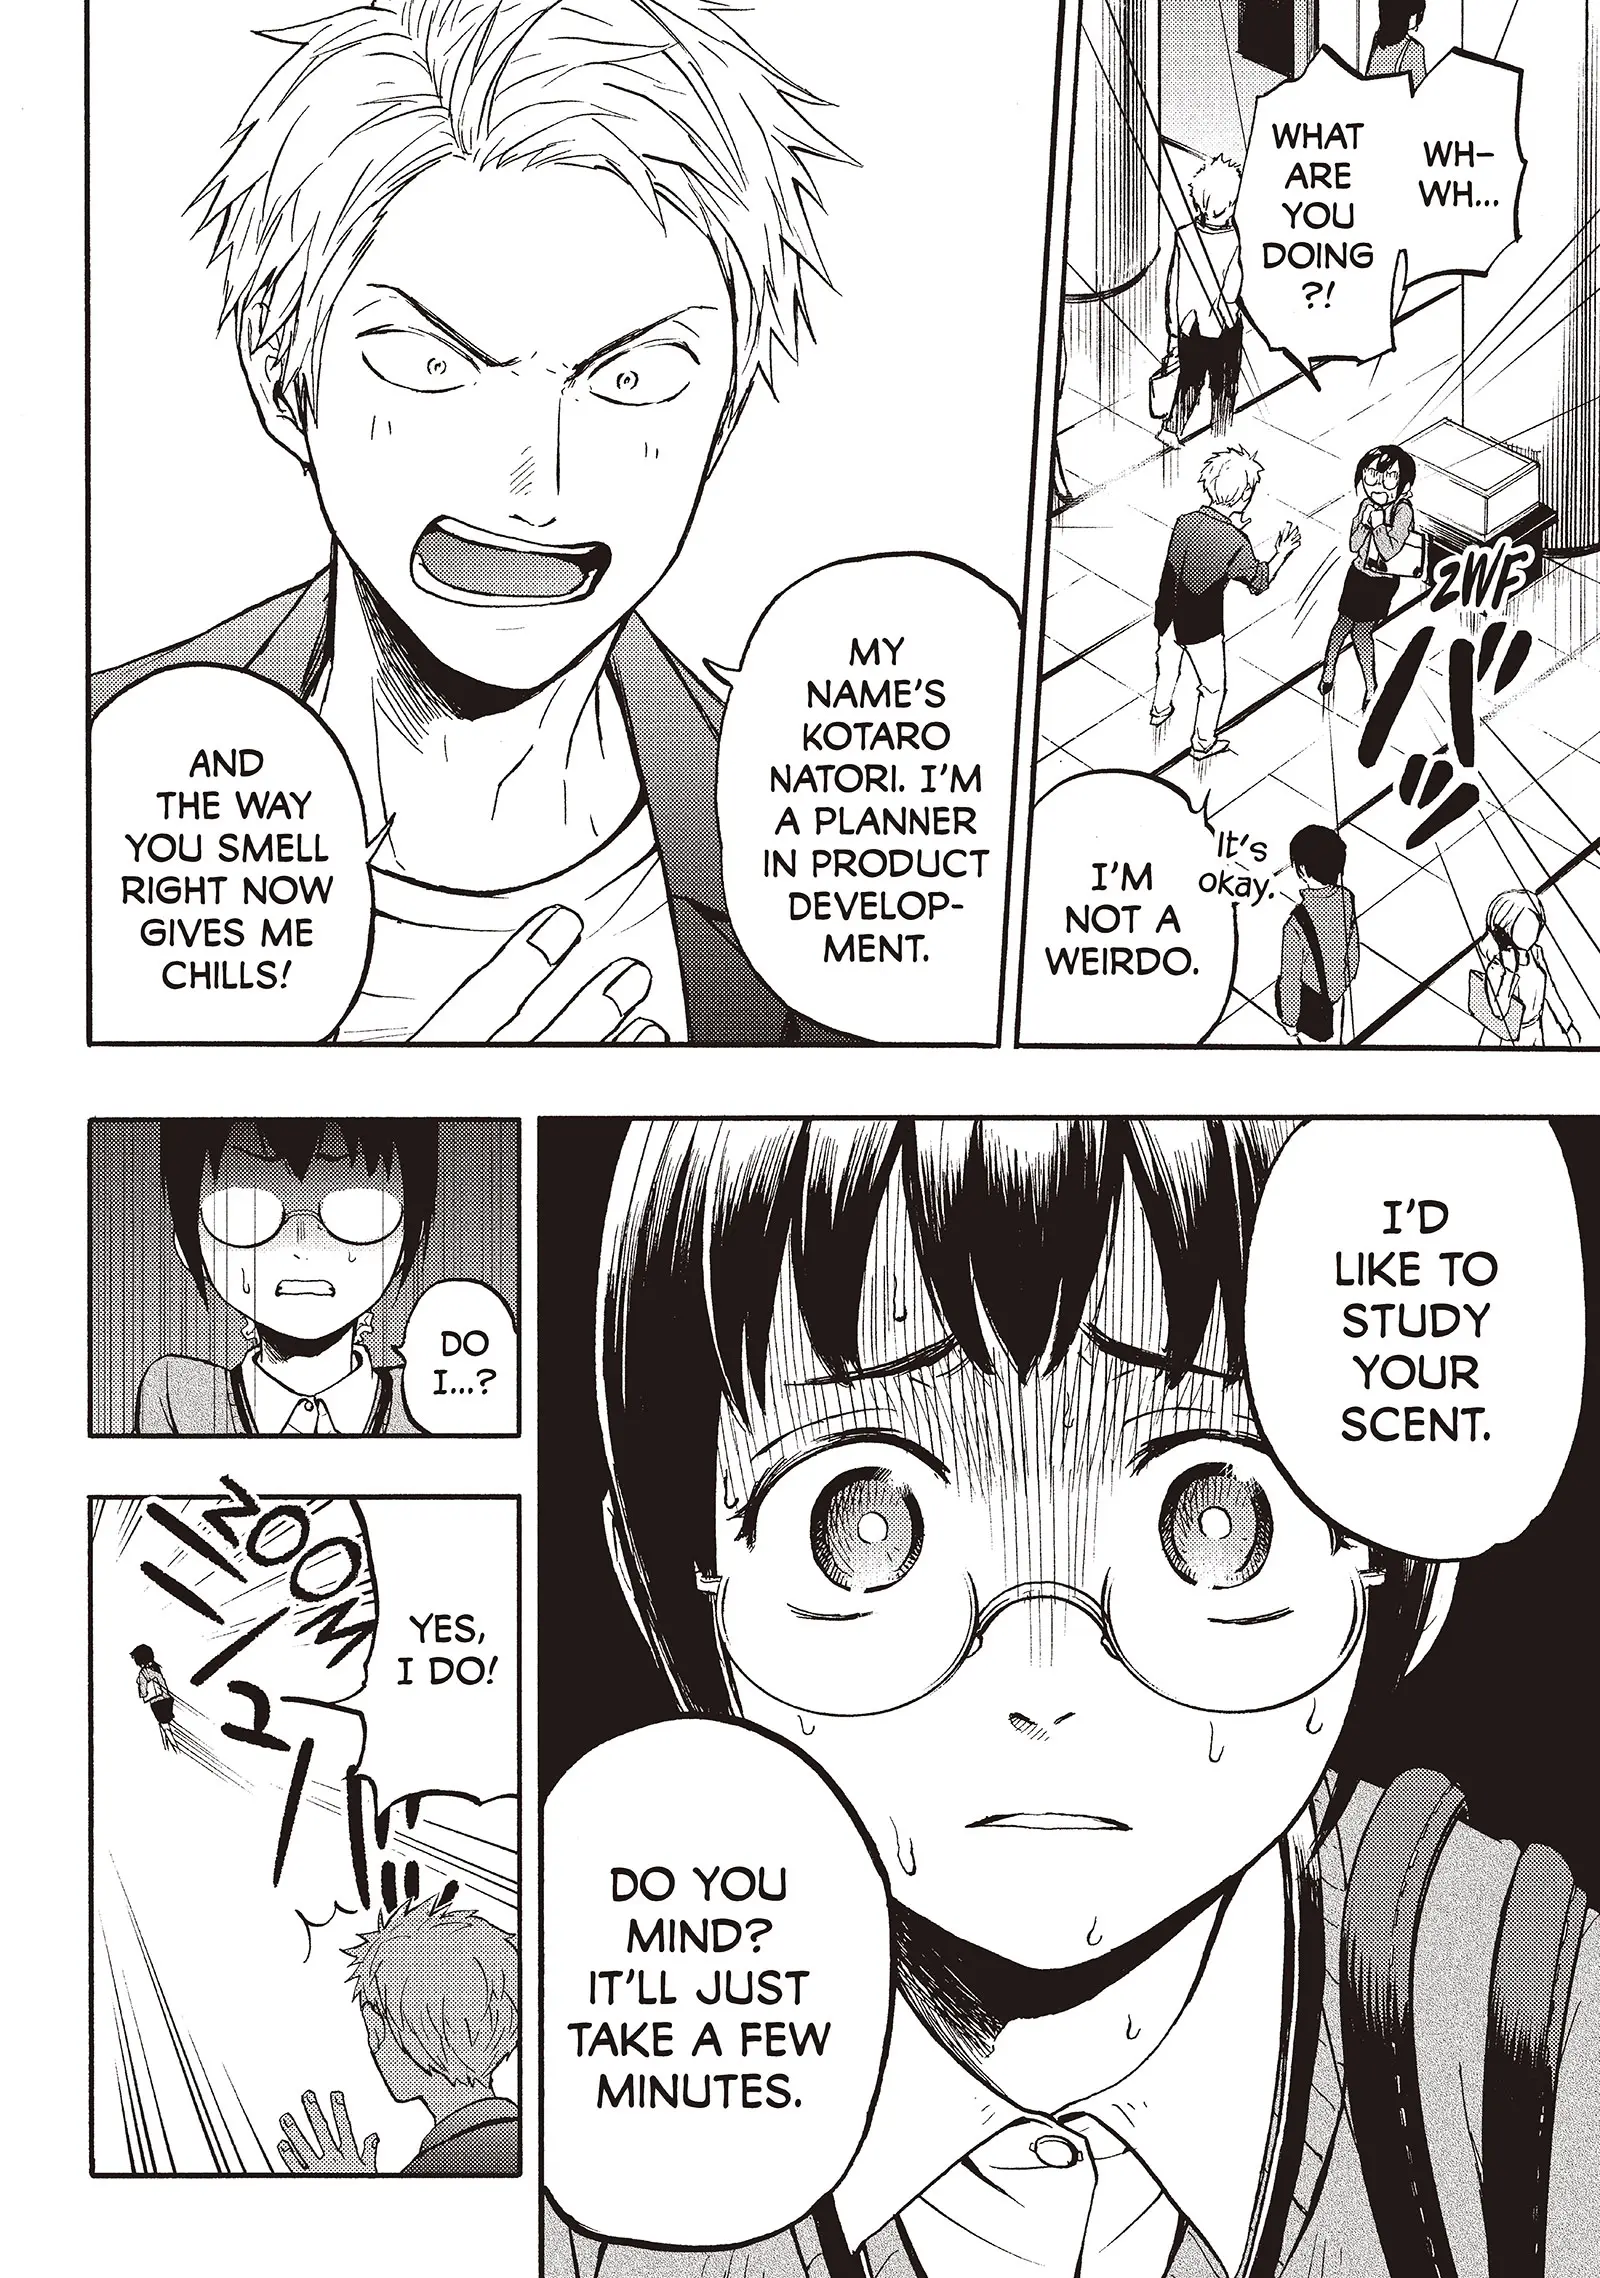 WH-
WH...
WHAT
ARE
YOU
DOING
?!
ZWF
バッ
I'M
NOT A
WEIRDO.
It's
okay.
MY
NAME'S
KOTARO
NATORI. I'M
A PLANNER
IN PRODUCT
DEVELOP-
MENT.
AND
THE WAY
YOU SMELL
RIGHT NOW
GIVES ME
CHILLS!
I'D
LIKE TO
STUDY
YOUR
SCENT.
DO YOU
MIND?
IT'LL JUST
TAKE A FEW
MINUTES.
DO
I...?
YES,
I DO!
ZOOM